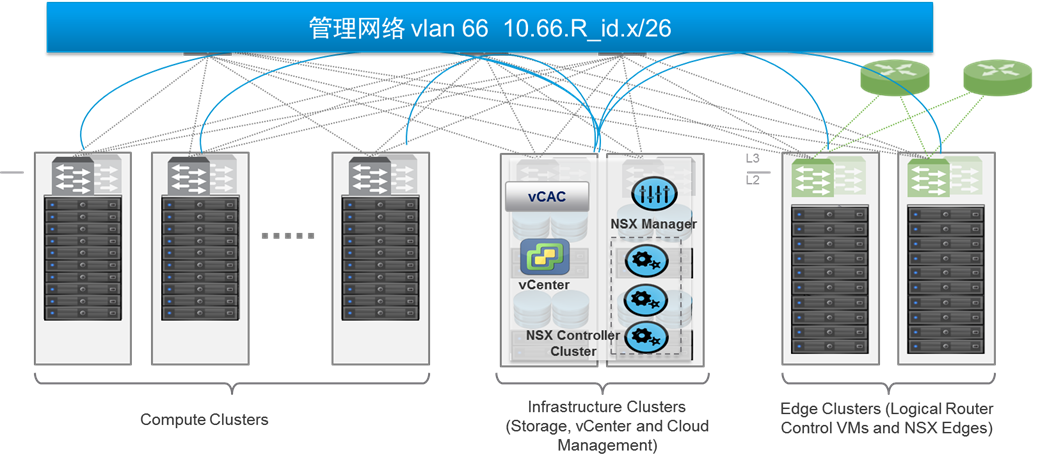 管理网络 vlan 66 10.66.R_id.x/26
L3
L2
vCAC
NSX Manager
vCenter
NSX Controller
Cluster
Compute Clusters
Infrastructure Clusters
(Storage, vCenter and Cloud
Management)
Edge Clusters (Logical Router
Control VMs and NSX Edges)